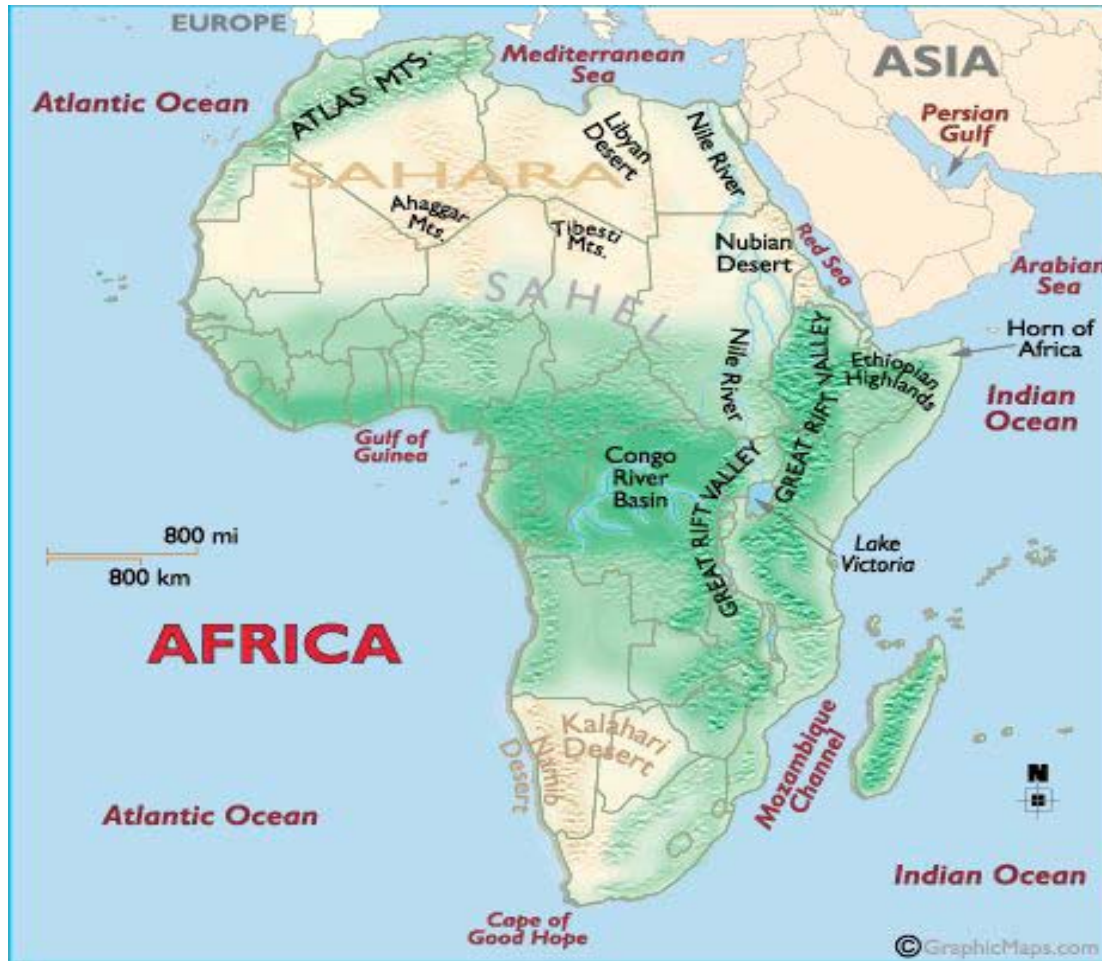 EUROPE
Mediterranean
Sea
ASIA
Atlantic Ocean
ATLAS MTS.
Persian
Gulf
Libyan
Desert
Nile River
SAHARA
Ahaggar
Mts.
Tibesti
Mts.
Nubian
Desert
Red Sea
Arabian
Sea
SAHEL
Horn of
Africa
Nile River
GREAT RIFT VALLEY
Ethiopian
Highlands
Indian
Ocean
Gulf of
Guinea
Congo
River
Basin
GREAT RIFT VALLEY
800 mi
800 km
Lake
Victoria
AFRICA
Kalahari
Desert
Namib
Desert
Mozambique
Channel
N
Atlantic Ocean
Indian Ocean
Cape of
Good Hope
©GraphicMaps.com